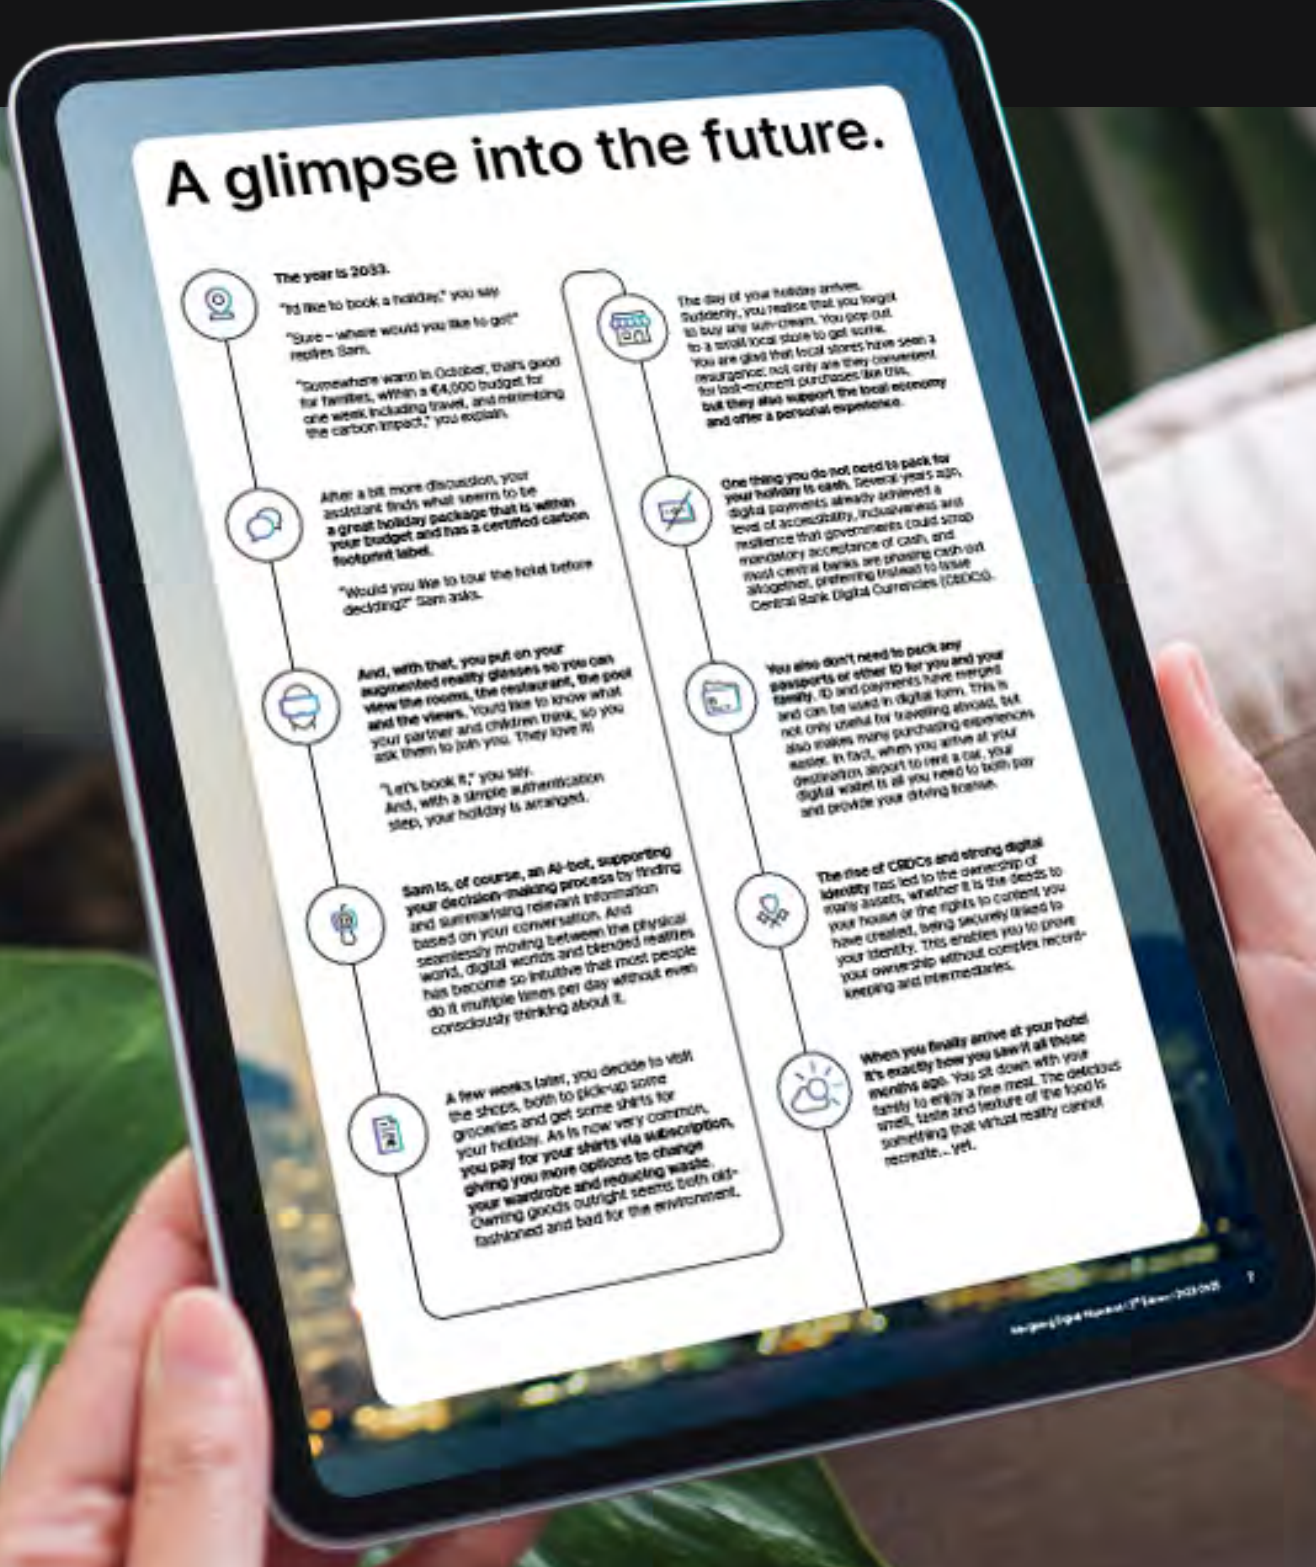 A glimpse into the future.
The year is 2033.
"I'd like to book a holiday," you say.
"Sure – where would you like to go?"
replies Sam.
"Somewhere warm in October, that's good
for families, within a €4,000 budget for
one week including travel, and minimising
the carbon impact," you explain.
After a bit more discussion, your
assistant finds what seems to be
a great holiday package that is within
your budget and has a certified carbon
footprint label.
"Would you like to tour the hotel before
deciding?" Sam asks.
And, with that, you put on your
augmented reality glasses so you can
view the rooms, the restaurant, the pool
and the views. You'd like to know what
your partner and children think, so you
ask them to join you. They love it!
"Let's book it," you say.
And, with a simple authentication
step, your holiday is arranged.
Sam is, of course, an AI-bot, supporting
your decision-making process by finding
and summarising relevant information
based on your conversation. And
seamlessly moving between the physical
world, digital worlds and blended realities
has become so intuitive that most people
do it multiple times per day without even
consciously thinking about it.
A few weeks later, you decide to visit
the shops, both to pick-up some
groceries and get some shirts for
your holiday. As is now very common,
you pay for your shirts via subscription,
giving you more options to change
your wardrobe and reducing waste.
Owning goods outright seems both old-
fashioned and bad for the environment.
The day of your holiday arrives.
Suddenly, you realise that you forgot
to buy any sun-cream. You pop out
to a small local store to get some.
You are glad that local stores have seen a
resurgence; not only are they convenient
for last-moment purchases like this,
but they also support the local economy
and offer a personal experience.
One thing you do not need to pack for
your holiday is cash. Several years ago,
digital payments already achieved a
level of accessibility, inclusiveness and
resilience that governments could scrap
mandatory acceptance of cash, and
most central banks are phasing cash out
altogether, preferring instead to issue
Central Bank Digital Currencies (CBDCs).
You also don't need to pack any
passports or other ID for you and your
family. ID and payments have merged
and can be used in digital form. This is
not only useful for travelling abroad, but
also makes many purchasing experiences
easier. In fact, when you arrive at your
destination airport to rent a car, your
digital wallet is all you need to both pay
and provide your driving license.
The rise of CBDCs and strong digital
identity has led to the ownership of
many assets, whether it is the deeds to
your house or the rights to content you
have created, being securely linked to
your identity. This enables you to prove
your ownership without complex record-
keeping and intermediaries.
When you finally arrive at your hotel
it's exactly how you saw it all those
months ago. You sit down with your
family to enjoy a fine meal. The delicious
smell, taste and texture of the food is
something that virtual reality cannot
recreate... yet.
7